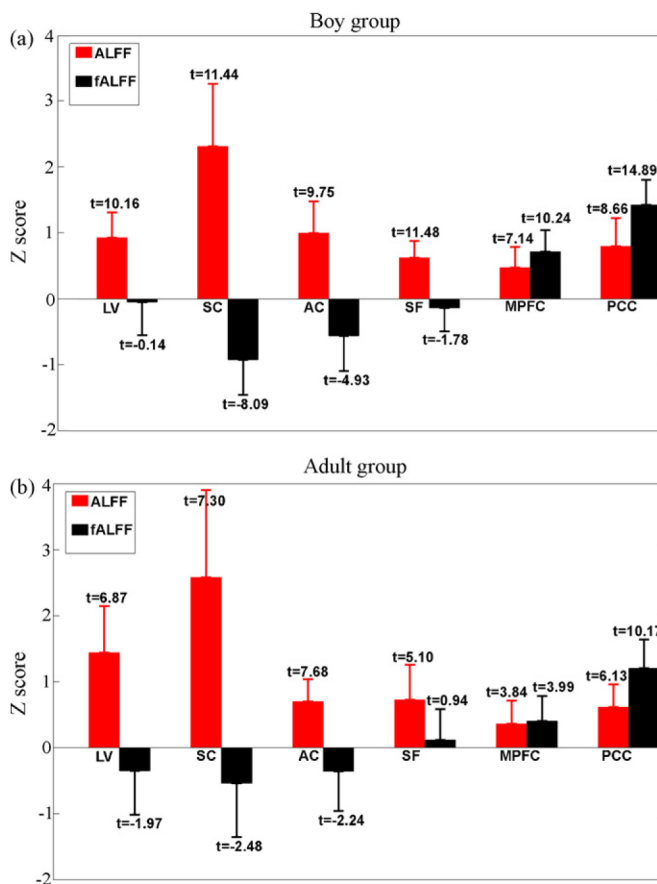 Boy group
(a)
4
3
2
1
0
-1
-2
Z score
ALFF
fALFF
t=10.16
t=11.44
t=9.75
t=11.48
t=7.14
t=10.24
t=8.66
t=14.89
LV
SC
AC
SF
MPFC
PCC
t=-0.14
t=-8.09
t=-4.93
t=-1.78
Adult group
(b)
4
3
2
1
0
-1
-2
Z score
ALFF
fALFF
t=6.87
t=7.30
t=7.68
t=5.10
t=0.94
t=3.84
t=3.99
t=6.13
t=10.17
LV
SC
AC
SF
MPFC
PCC
t=-1.97
t=-2.48
t=-2.24